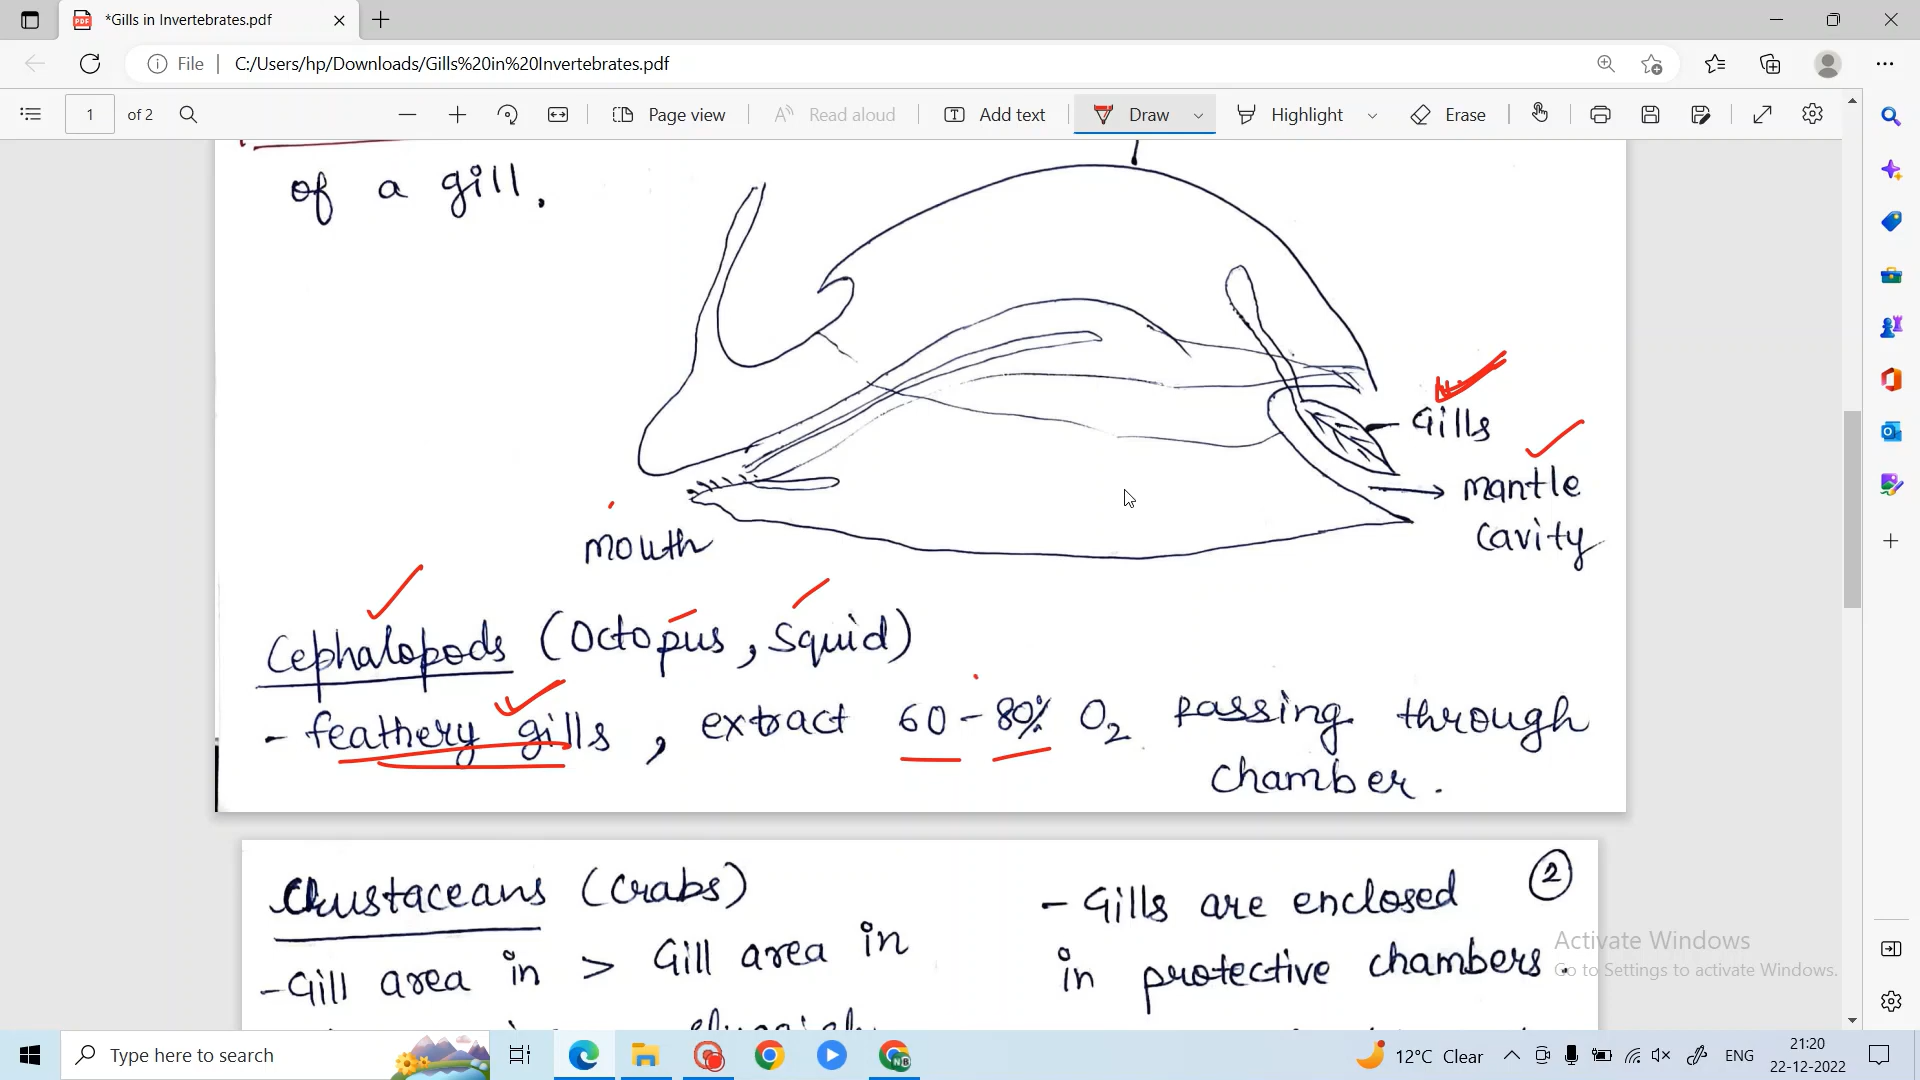 *Gills in Invertebrates.pdf
File
C:/Users/hp/Downloads/Gills%20in%20Invertebrates.pdf
1 of 2
Page view
Read aloud
Add text
Draw
Highlight
Erase
of a gill.
Gills
mantle
cavity
mouth
Cephalopods (Octopus, Squid)
- feathery gills, extract 60-80% O2 passing through
chamber.
Crustaceans (Crabs)
2
- Gill area in > Gill area in
- Gills are enclosed
in protective chambers.
Activate Windows
Go to Settings to activate Windows.
Type here to search
12°C Clear
ENG
21:20
22-12-2022